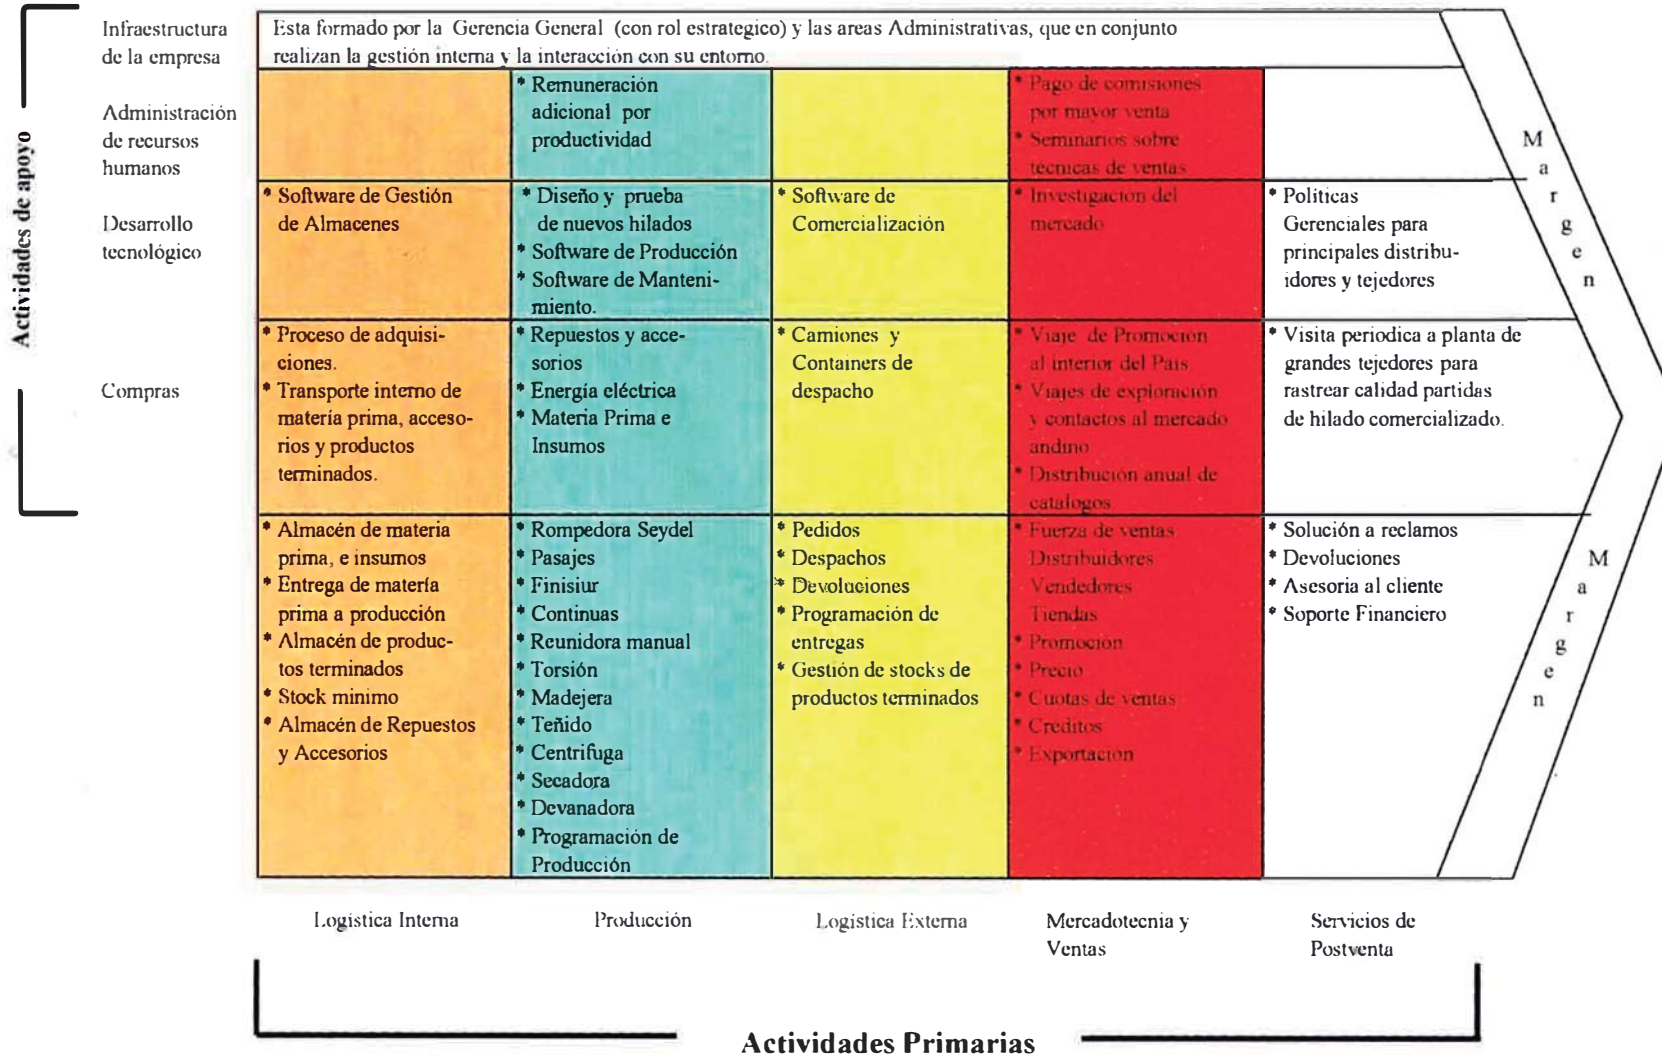 Infraestructura
de la empresa
Esta formado por la Gerencia General (con rol estrategico) y las areas Administrativas, que en conjunto
realizan la gestión interna y la interacción con su entorno.
Actividades de apoyo
Administración
de recursos
humanos
* Remuneración
adicional por
productividad
* Pago de comisiones
por mayor venta
* Seminarios sobre
tecnicas de ventas
Desarrollo
tecnológico
* Software de Gestión
de Almacenes
* Diseño y prueba
de nuevos hilados
* Software de Producción
* Software de Manteni-
miento.
* Software de
Comercialización
* Investigacion del
mercado
* Políticas
Gerenciales para
principales distribu-
idores y tejedores
Compras
* Proceso de adquisi-
ciones.
* Transporte interno de
matería prima, acceso-
rios y productos
terminados.
* Repuestos y acce-
sorios
* Energía eléctrica
* Materia Prima e
Insumos
* Camiones y
Containers de
despacho
* Viaje de Promoción
al interior del Pais
* Viajes de exploración
y contactos al mercado
andino
* Distribución anual de
catalogos
* Visita periodica a planta de
grandes tejedores para
rastrear calidad partidas
de hilado comercializado.
* Almacén de materia
prima, e insumos
* Entrega de matería
prima a producción
* Almacén de produc-
tos terminados
* Stock minimo
* Almacén de Repuestos
y Accesorios
* Rompedora Seydel
* Pasajes
* Finisiur
* Continuas
* Reunidora manual
* Torsión
* Madejera
* Teñido
* Centrifuga
* Secadora
* Devanadora
* Programación de
Producción
* Pedidos
* Despachos
* Devoluciones
* Programación de
entregas
* Gestión de stocks de
productos terminados
* Fuerza de ventas
Distribuidores
Vendedores
Tiendas
* Promoción
* Precio
* Cuotas de ventas
* Creditos
* Exportacion
* Solución a reclamos
* Devoluciones
* Asesoria al cliente
* Soporte Financiero
Margen
Margen
Logística Interna
Producción
Logística Externa
Mercadotecnia y
Ventas
Servicios de
Postventa
Actividades Primarias